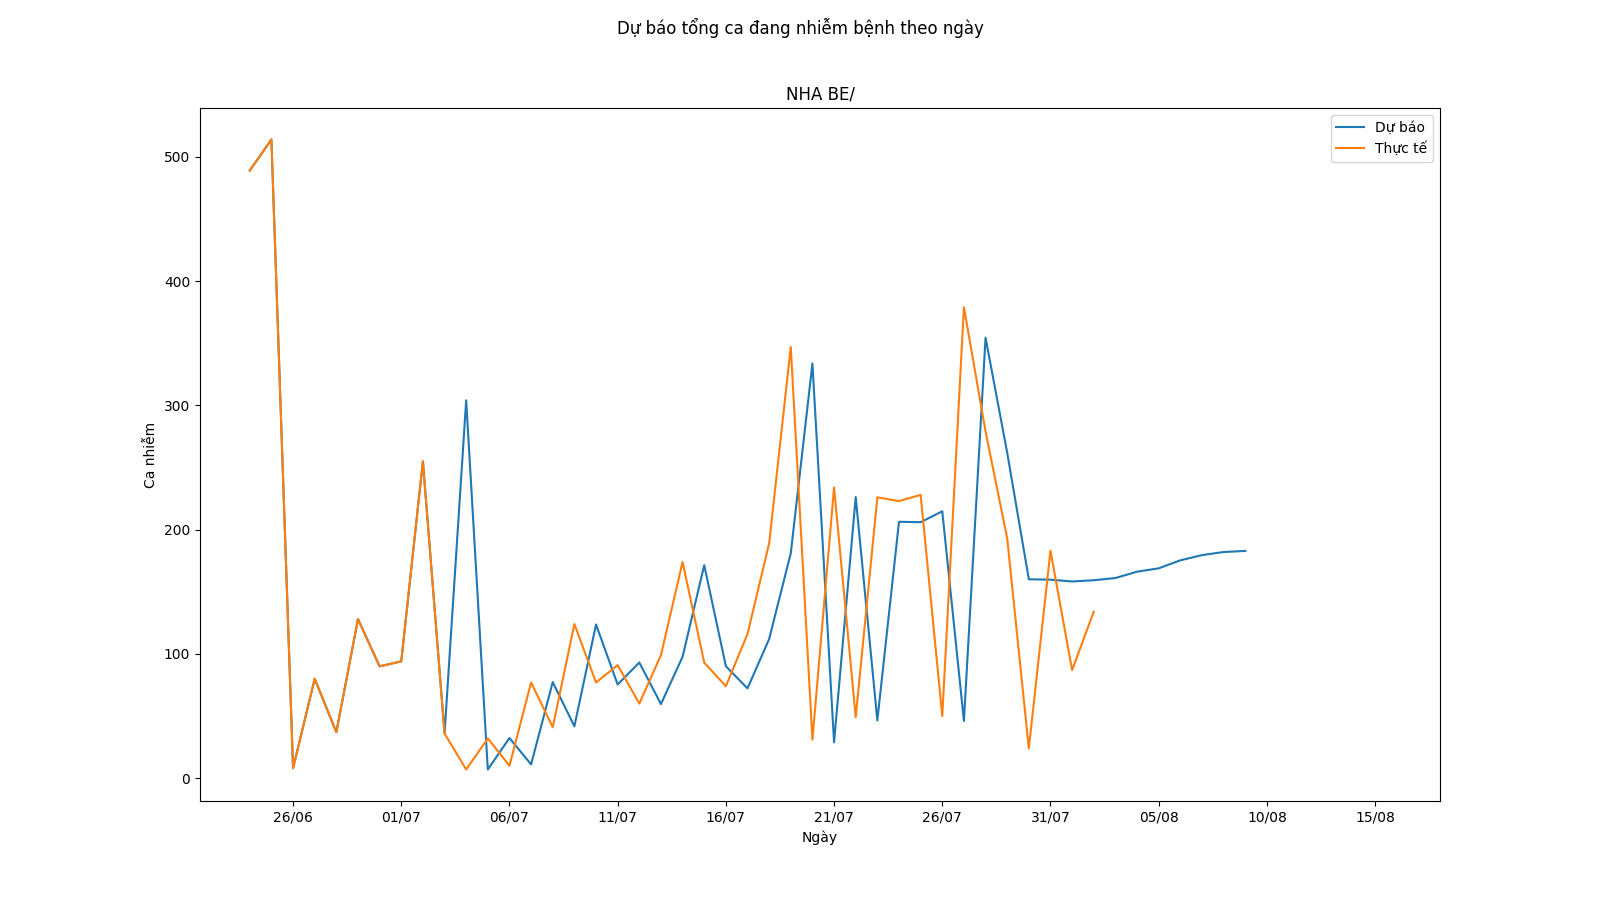 Dự báo tổng ca đang nhiễm bệnh theo ngày
NHA BE/
Dự báo
Thực tế
500
400
300
200
100
0
Ca nhiễm
26/06 01/07 06/07 11/07 16/07 21/07 26/07 31/07 05/08 10/08 15/08
Ngày